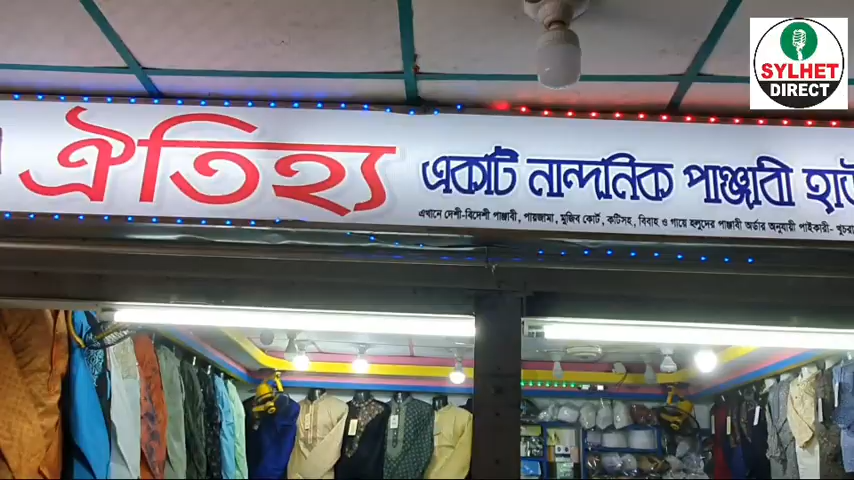 SYLHET
DIRECT
ঐতিহ্য
একটি নান্দনিক পাঞ্জাবী
এখানে দেশী-বিদেশী পাঞ্জাবী, পায়জামা, মুজিব কোর্ট, কটিসহ, বিবাহ ও গায়ে হলুদের পাঞ্জাবী অর্ডার অনুযায়ী পাইকারী- খুচরা